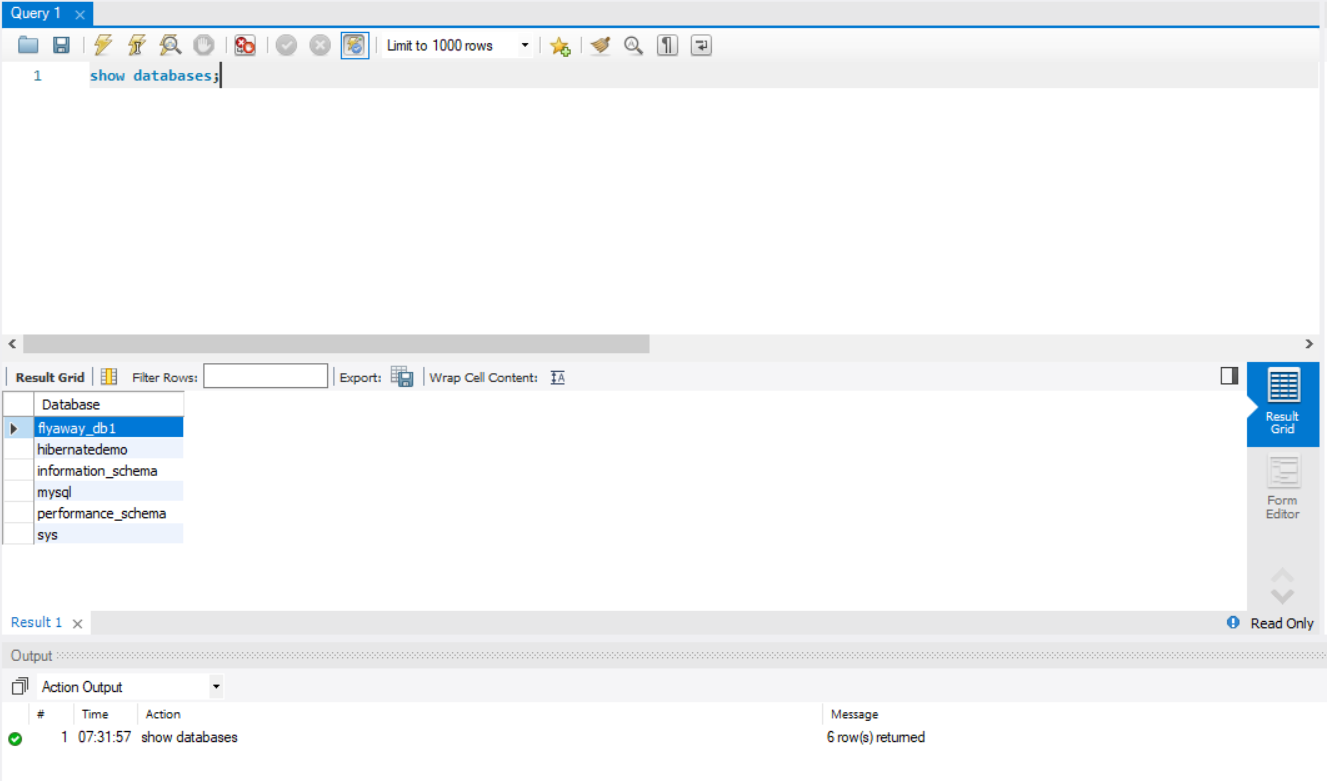 Query 1
Limit to 1000 rows
1 show databases;
Result Grid Filter Rows: Export: Wrap Cell Content:
Database
flyaway_db1
hibernatedemo
information_schema
mysql
performance_schema
sys
Result
Grid
Form
Editor
Result 1 Read Only
Output
Action Output
# Time Action Message
1 07:31:57 show databases 6 row(s) returned